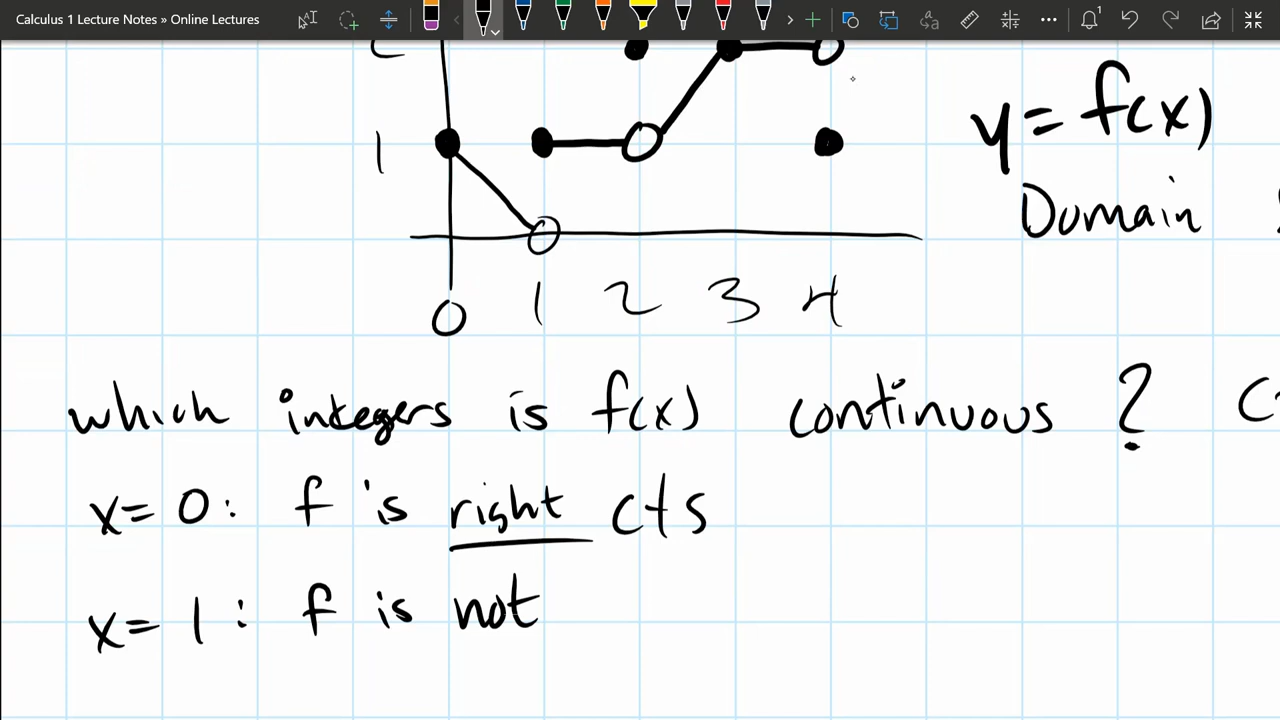 Calculus 1 Lecture Notes » Online Lectures
y = f(x)
1
Domain
0 1 2 3 4
which integers is f(x) continuous ?
x = 0 : f is right cts
x = 1 : f is not